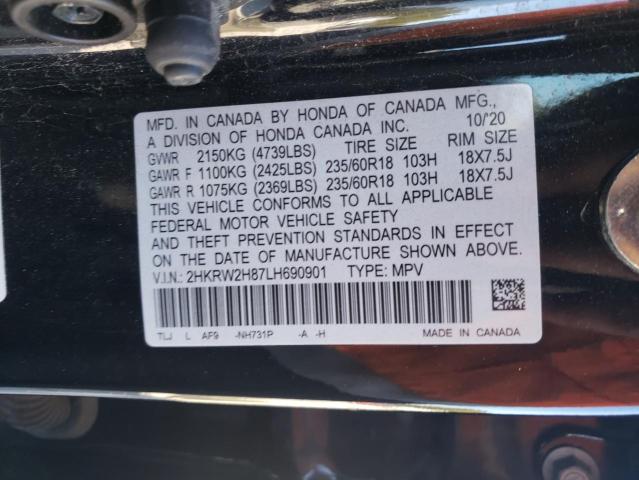 MFD. IN CANADA BY HONDA OF CANADA MFG.,
A DIVISION OF HONDA CANADA INC. 10/20
GVWR 2150KG (4739LBS) TIRE SIZE RIM SIZE
GAWR F 1100KG (2425LBS) 235/60R18 103H 18X7.5J
GAWR R 1075KG (2369LBS) 235/60R18 103H 18X7.5J
THIS VEHICLE CONFORMS TO ALL APPLICABLE
FEDERAL MOTOR VEHICLE SAFETY
AND THEFT PREVENTION STANDARDS IN EFFECT
ON THE DATE OF MANUFACTURE SHOWN ABOVE.
V.I.N.: 2HKRW2H87LH690901 TYPE: MPV
TLJ L AF9 -NH731P -A -H MADE IN CANADA